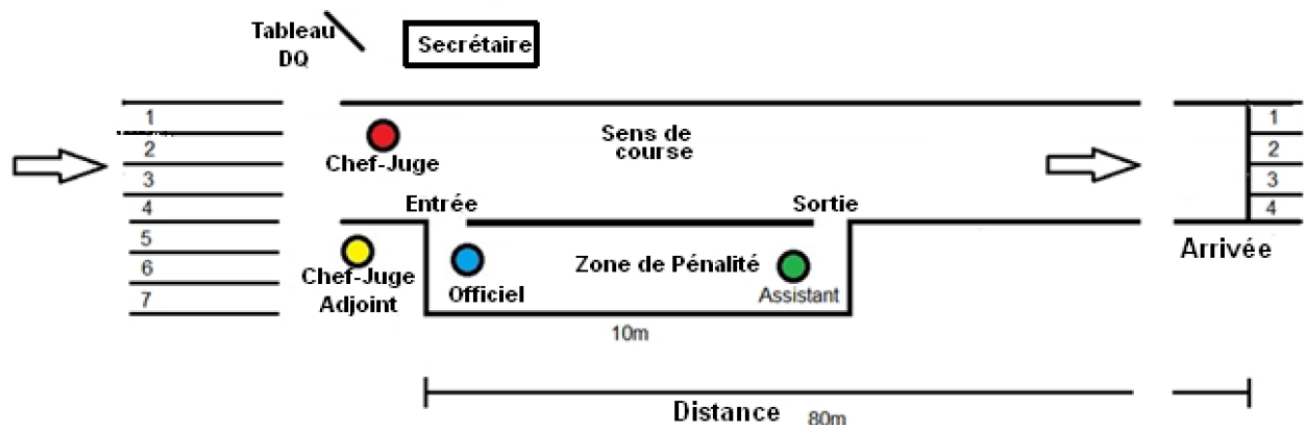 Tableau
DQ
Secrétaire
1
2
3
4
5
6
7
Chef-Juge
Sens de
course
1
2
3
4
Entrée
Sortie
Arrivée
Chef-Juge
Adjoint
Officiel
Zone de Pénalité
Assistant
10m
Distance
80m